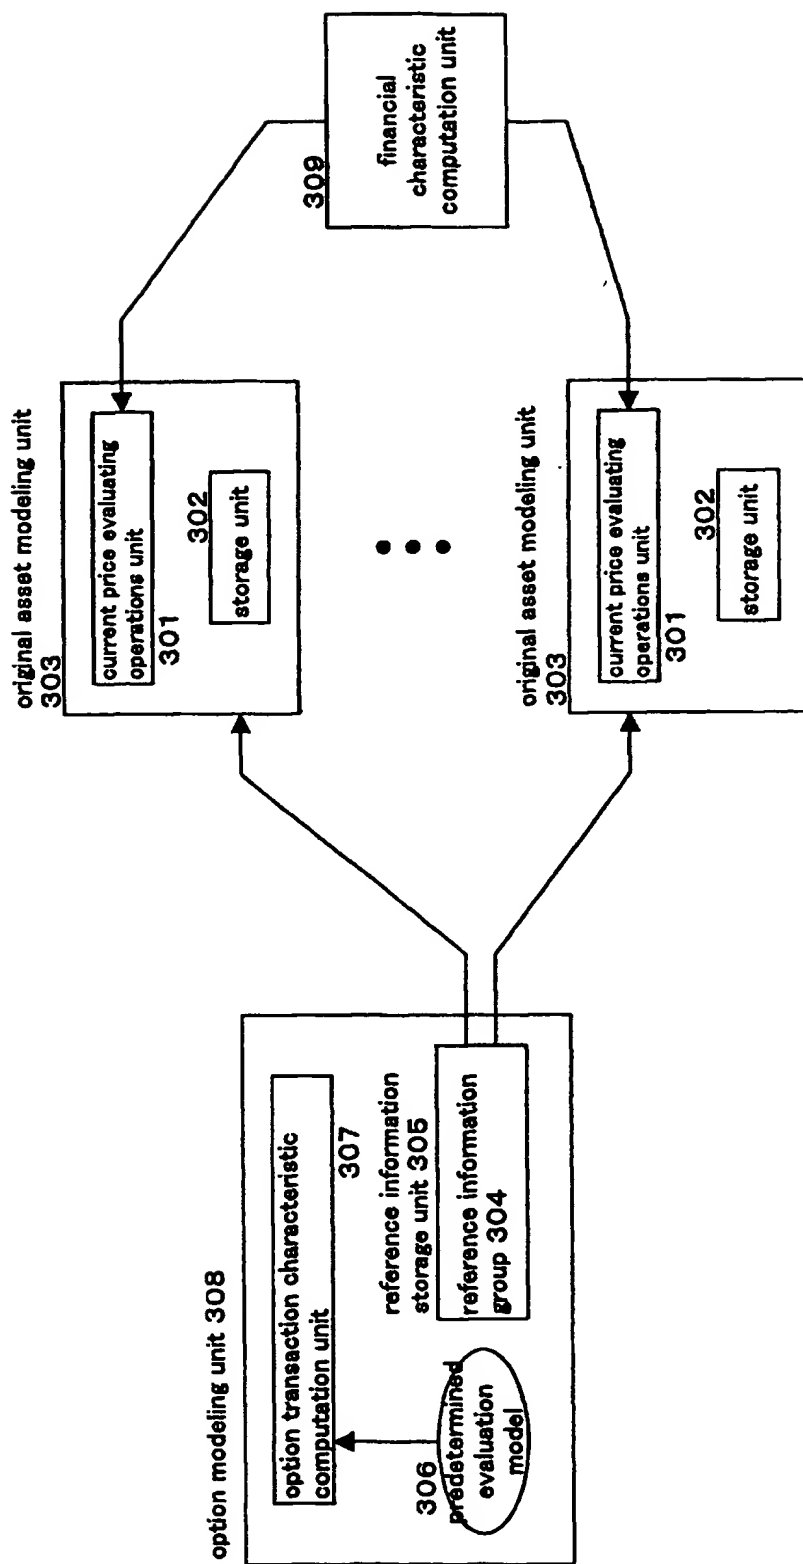 option modeling unit 308
option transaction characteristic
computation unit
307
306
predetermined
evaluation
model
reference information
storage unit 305
reference information
group 304
original asset modeling unit
303
current price evaluating
operations unit
301
302
storage unit
original asset modeling unit
303
current price evaluating
operations unit
301
302
storage unit
309
financial
characteristic
computation unit